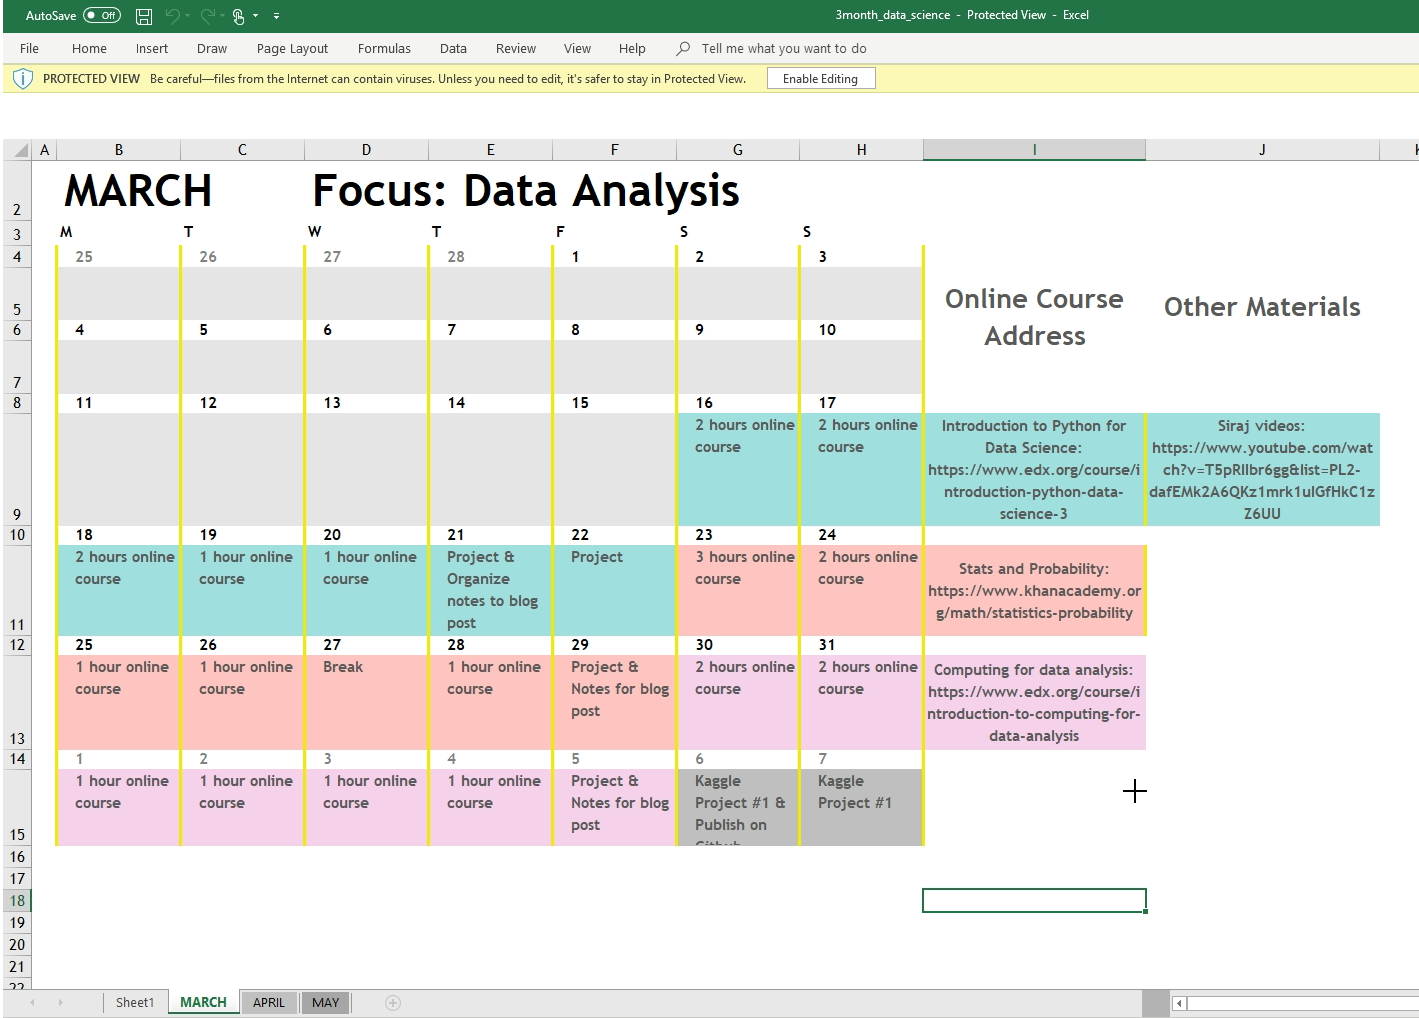 AutoSave Off 3month_data_science - Protected View - Excel
File Home Insert Draw Page Layout Formulas Data Review View Help Tell me what you want to do
PROTECTED VIEW Be careful—files from the Internet can contain viruses. Unless you need to edit, it's safer to stay in Protected View. Enable Editing
A B C D E F G H I J
2 MARCH Focus: Data Analysis
3 M T W T F S S
4 25 26 27 28 1 2 3
Online Course
Address
Other Materials
5
6 4 5 6 7 8 9 10
7
8 11 12 13 14 15 16 17
2 hours online
course
2 hours online
course
Introduction to Python for
Data Science:
https://www.edx.org/course/i
ntroduction-python-data-
science-3
Siraj videos:
https://www.youtube.com/wat
ch?v=T5pRIIbr6gg&list=PL2-
dafEMk2A6QKz1mrk1uIGfHkC1z
Z6UU
9
10 18 19 20 21 22 23 24
2 hours online
course
1 hour online
course
1 hour online
course
Project &
Organize
notes to blog
post
Project
3 hours online
course
2 hours online
course
Stats and Probability:
https://www.khanacademy.or
g/math/statistics-probability
11
12 25 26 27 28 29 30 31
1 hour online
course
1 hour online
course
Break
1 hour online
course
Project &
Notes for blog
post
2 hours online
course
2 hours online
course
Computing for data analysis:
https://www.edx.org/course/i
ntroduction-to-computing-for-
data-analysis
13
14 1 2 3 4 5 6 7
1 hour online
course
1 hour online
course
1 hour online
course
1 hour online
course
Project &
Notes for blog
post
Kaggle
Project #1 &
Publish on
Kaggle
Project #1
15
16
17
18
19
20
21
Sheet1 MARCH APRIL MAY